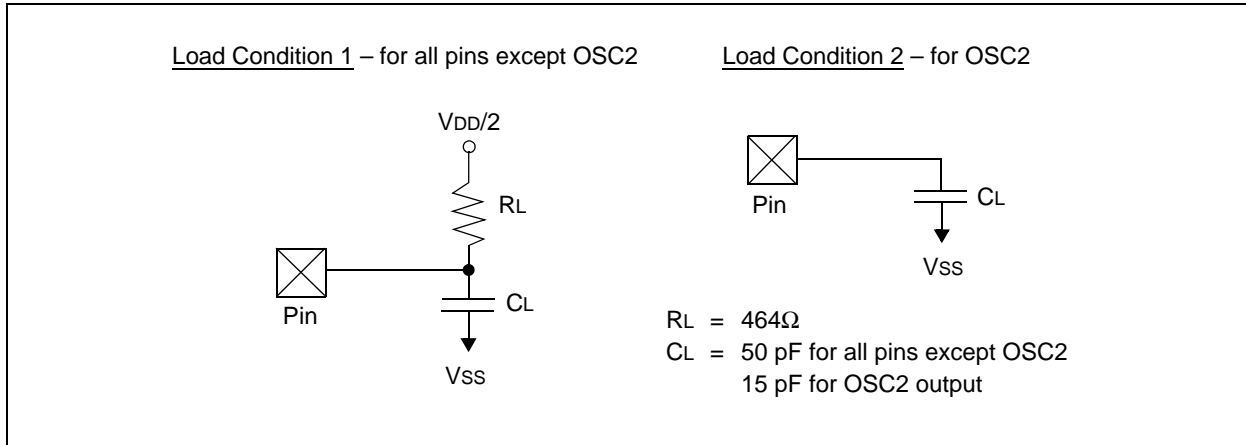 Load Condition 1 – for all pins except OSC2
VDD/2
RL
Pin
CL
VSS
Load Condition 2 – for OSC2
Pin
CL
VSS
RL = 464Ω
CL = 50 pF for all pins except OSC2
15 pF for OSC2 output